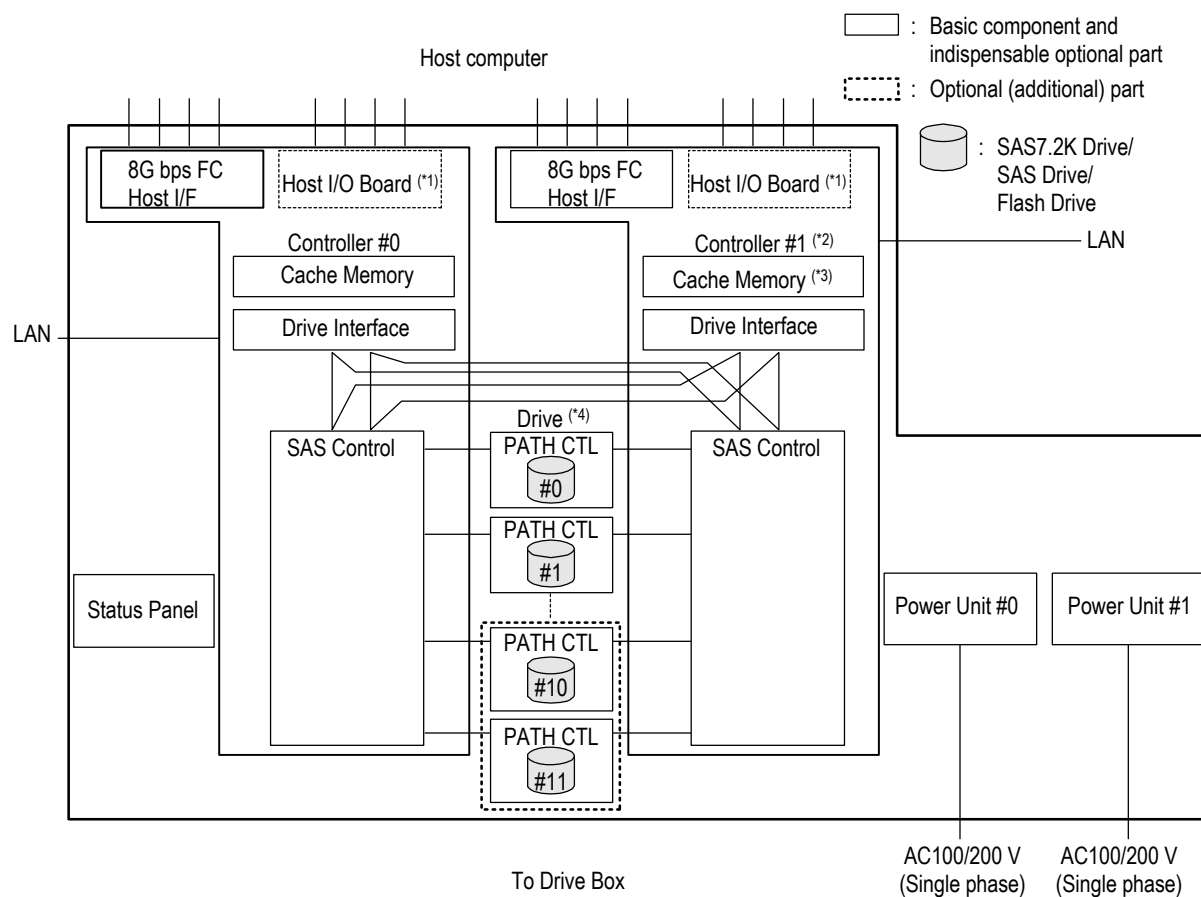 Host computer
: Basic component and
indispensable optional part
: Optional (additional) part
: SAS7.2K Drive/
SAS Drive/
Flash Drive
8G bps FC
Host I/F
Host I/O Board (*1)
8G bps FC
Host I/F
Host I/O Board (*1)
Controller #0
Cache Memory
Drive Interface
Controller #1 (*2)
Cache Memory (*3)
Drive Interface
LAN
LAN
Drive (*4)
SAS Control
SAS Control
PATH CTL
#0
PATH CTL
#1
PATH CTL
#10
PATH CTL
#11
Status Panel
Power Unit #0
Power Unit #1
To Drive Box
AC100/200 V
(Single phase)
AC100/200 V
(Single phase)